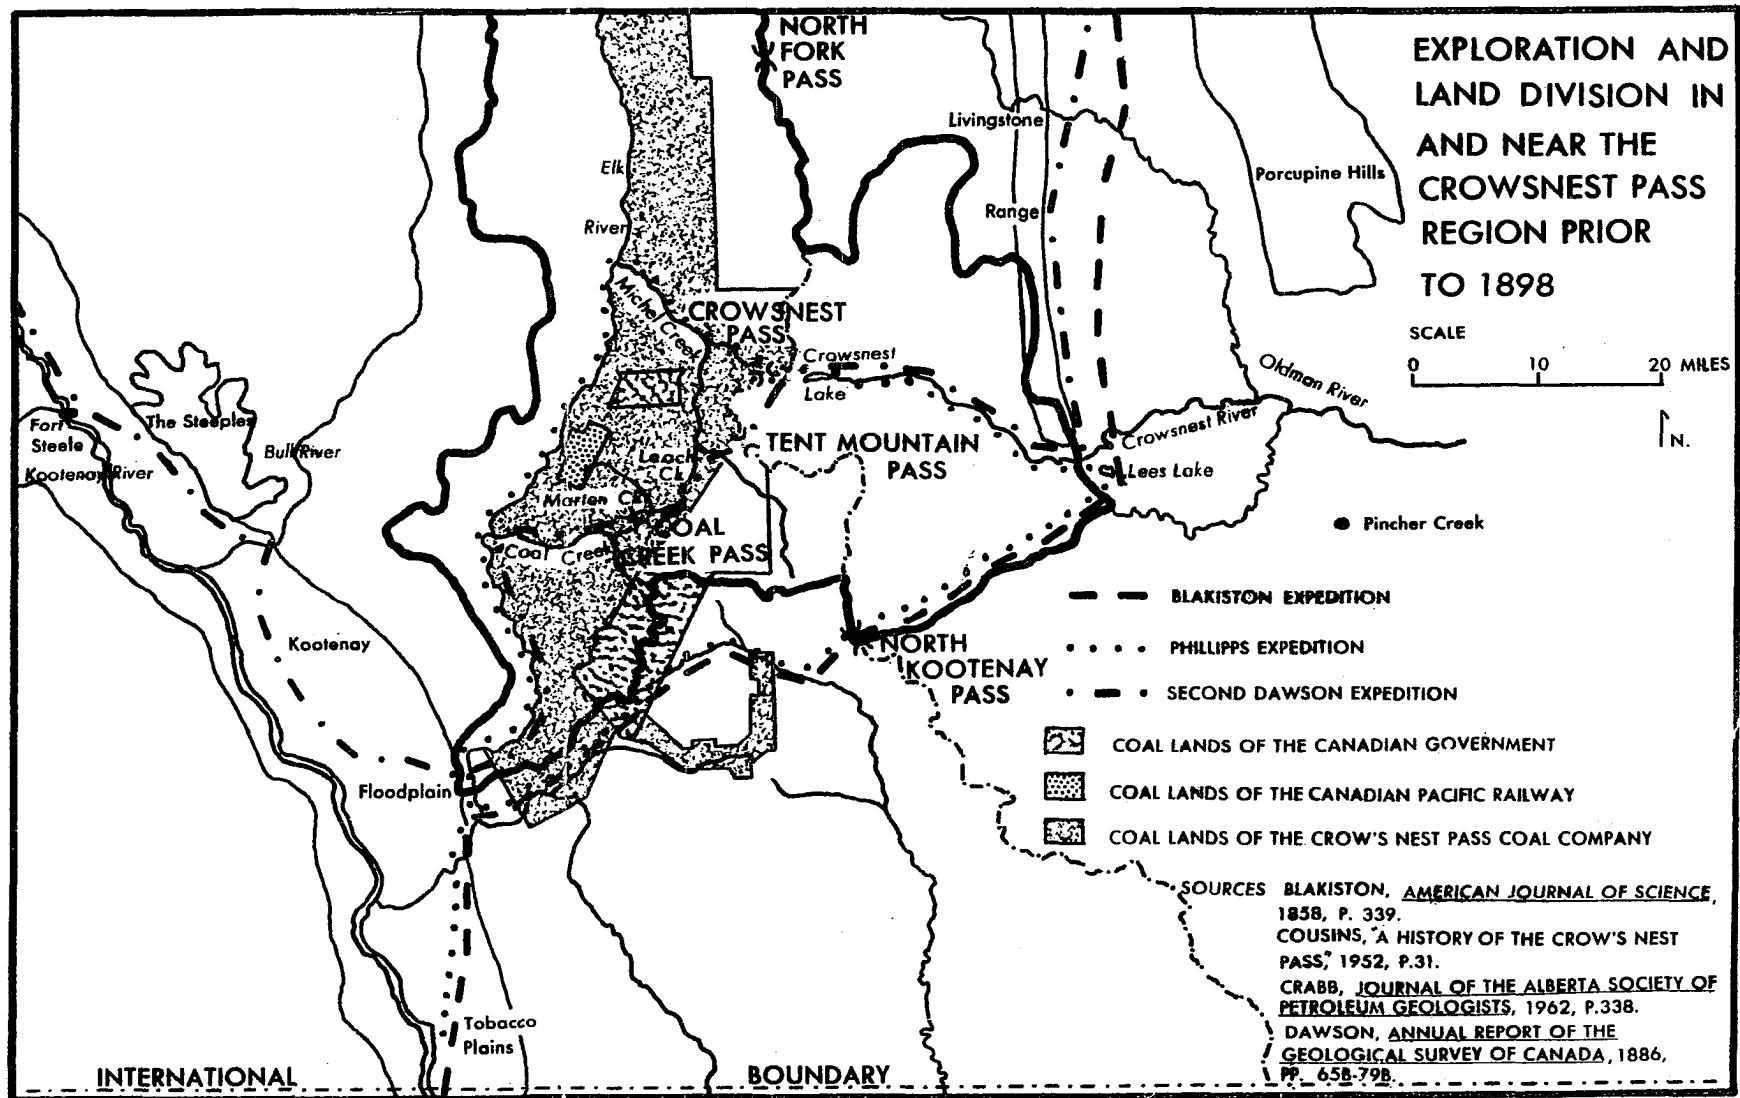 NORTH
FORK
PASS
EXPLORATION AND
LAND DIVISION IN
AND NEAR THE
CROWSNEST PASS
REGION PRIOR
TO 1898
SCALE
0 10 20 MILES
N.
Livingstone
Range
Porcupine Hills
Elk
River
Michel Creek
CROWSNEST
PASS
Crowsnest
Lake
Oldman River
Crowsnest River
Lees Lake
Pincher Creek
The Steeples
Fort
Steele
Bull River
Kootenay River
TENT MOUNTAIN
PASS
Leach
Ck
Marten Ck
COAL
CREEK PASS
Coal Creek
Kootenay
NORTH
KOOTENAY
PASS
Floodplain
Tobacco
Plains
BLAKISTON EXPEDITION
PHILLIPPS EXPEDITION
SECOND DAWSON EXPEDITION
COAL LANDS OF THE CANADIAN GOVERNMENT
COAL LANDS OF THE CANADIAN PACIFIC RAILWAY
COAL LANDS OF THE CROW'S NEST PASS COAL COMPANY
SOURCES BLAKISTON, AMERICAN JOURNAL OF SCIENCE,
1858, P. 339.
COUSINS, "A HISTORY OF THE CROW'S NEST
PASS," 1952, P.31.
CRABB, JOURNAL OF THE ALBERTA SOCIETY OF
PETROLEUM GEOLOGISTS, 1962, P.338.
DAWSON, ANNUAL REPORT OF THE
GEOLOGICAL SURVEY OF CANADA, 1886,
PP. 65B-79B.
INTERNATIONAL BOUNDARY